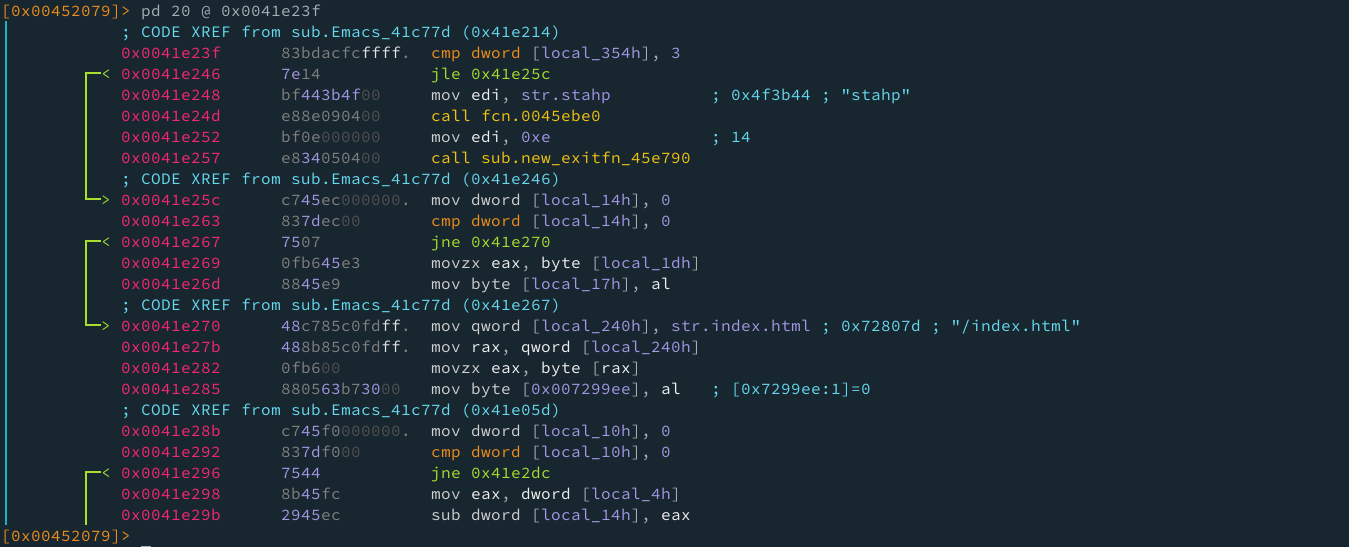 [0x00452079]> pd 20 @ 0x0041e23f
; CODE XREF from sub.Emacs_41c77d (0x41e214)
0x0041e23f 83bdacfcffff. cmp dword [local_354h], 3
0x0041e246 7e14 jle 0x41e25c
0x0041e248 bf443b4f00 mov edi, str.stahp ; 0x4f3b44 ; "stahp"
0x0041e24d e88e090400 call fcn.0045ebe0
0x0041e252 bf0e000000 mov edi, 0xe ; 14
0x0041e257 e834050400 call sub.new_exitfn_45e790
; CODE XREF from sub.Emacs_41c77d (0x41e246)
0x0041e25c c745ec000000. mov dword [local_14h], 0
0x0041e263 837dec00 cmp dword [local_14h], 0
0x0041e267 7507 jne 0x41e270
0x0041e269 0fb645e3 movzx eax, byte [local_1dh]
0x0041e26d 8845e9 mov byte [local_17h], al
; CODE XREF from sub.Emacs_41c77d (0x41e267)
0x0041e270 48c785c0fdff. mov qword [local_240h], str.index.html ; 0x72807d ; "/index.html"
0x0041e27b 488b85c0fdff. mov rax, qword [local_240h]
0x0041e282 0fb600 movzx eax, byte [rax]
0x0041e285 880563b73000 mov byte [0x007299ee], al ; [0x7299ee:1]=0
; CODE XREF from sub.Emacs_41c77d (0x41e05d)
0x0041e28b c745f0000000. mov dword [local_10h], 0
0x0041e292 837df000 cmp dword [local_10h], 0
0x0041e296 7544 jne 0x41e2dc
0x0041e298 8b45fc mov eax, dword [local_4h]
0x0041e29b 2945ec sub dword [local_14h], eax
[0x00452079]>